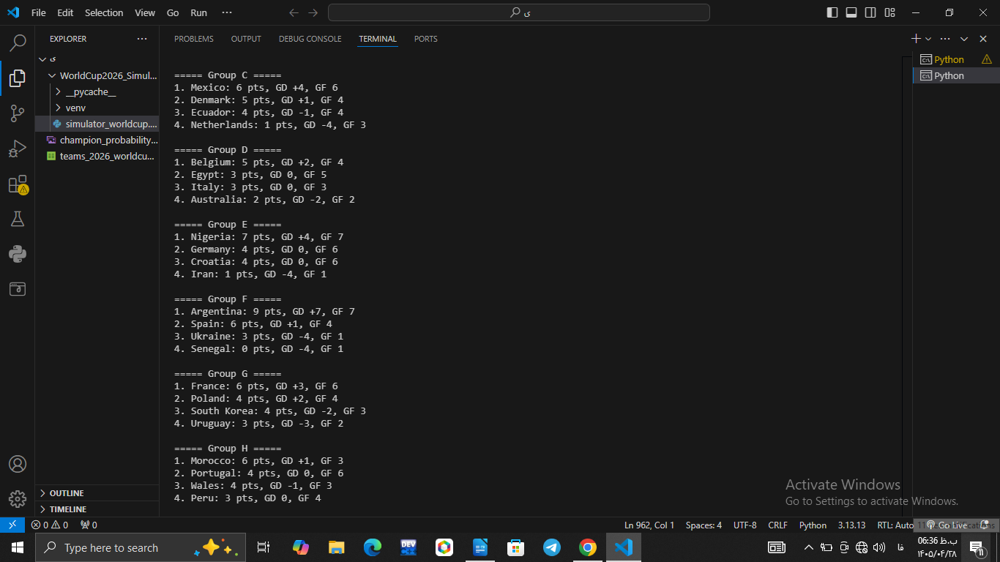 File Edit Selection View Go Run ···
ی
EXPLORER ···
ی
WorldCup2026_Simul...
__pycache__
venv
simulator_worldcup....
champion_probability...
teams_2026_worldcu...
OUTLINE
TIMELINE
PROBLEMS OUTPUT DEBUG CONSOLE TERMINAL PORTS
===== Group C =====
1. Mexico: 6 pts, GD +4, GF 6
2. Denmark: 5 pts, GD +1, GF 4
3. Ecuador: 4 pts, GD -1, GF 4
4. Netherlands: 1 pts, GD -4, GF 3
===== Group D =====
1. Belgium: 5 pts, GD +2, GF 4
2. Egypt: 3 pts, GD 0, GF 5
3. Italy: 3 pts, GD 0, GF 3
4. Australia: 2 pts, GD -2, GF 2
===== Group E =====
1. Nigeria: 7 pts, GD +4, GF 7
2. Germany: 4 pts, GD 0, GF 6
3. Croatia: 4 pts, GD 0, GF 6
4. Iran: 1 pts, GD -4, GF 1
===== Group F =====
1. Argentina: 9 pts, GD +7, GF 7
2. Spain: 6 pts, GD +1, GF 4
3. Ukraine: 3 pts, GD -4, GF 1
4. Senegal: 0 pts, GD -4, GF 1
===== Group G =====
1. France: 6 pts, GD +3, GF 6
2. Poland: 4 pts, GD +2, GF 4
3. South Korea: 4 pts, GD -2, GF 3
4. Uruguay: 3 pts, GD -3, GF 2
===== Group H =====
1. Morocco: 6 pts, GD +1, GF 3
2. Portugal: 4 pts, GD 0, GF 6
3. Wales: 4 pts, GD -1, GF 3
4. Peru: 3 pts, GD 0, GF 4
Python
Python
Activate Windows
Go to Settings to activate Windows.
0 0 0 Ln 962, Col 1 Spaces: 4 UTF-8 CRLF Python 3.13.13 RTL: Auto Go Live
Type here to search
DEV
فا
06:36 ب.ظ
۱۴۰۵/۰۴/۲۸